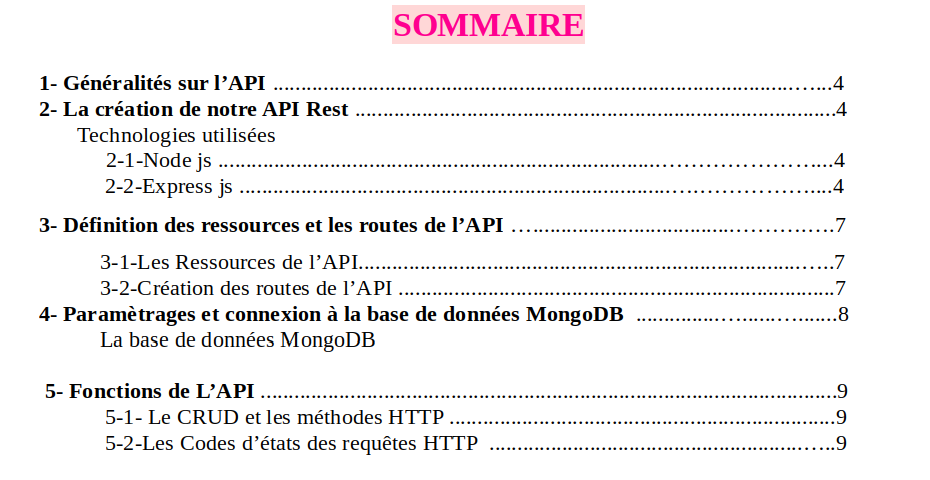 SOMMAIRE
1- Généralités sur l’API ..................................................................................................…....4
2- La création de notre API Rest .......................................................................................4
Technologies utilisées
2-1-Node js ...............................................................................…………………....4
2-2-Express js .............................................................................…..………………....4
3- Définition des ressources et les routes de l’API …....................................……….…..7
3-1-Les Ressources de l’API...............................................................................…...7
3-2-Création des routes de l’API ...............................................................................7
4- Paramètrages et connexion à la base de données MongoDB ..............…......…......8
La base de données MongoDB
5- Fonctions de L’API ........................................................................................................9
5-1- Le CRUD et les méthodes HTTP .....................................................................9
5-2-Les Codes d’états des requêtes HTTP ........................................................…...9